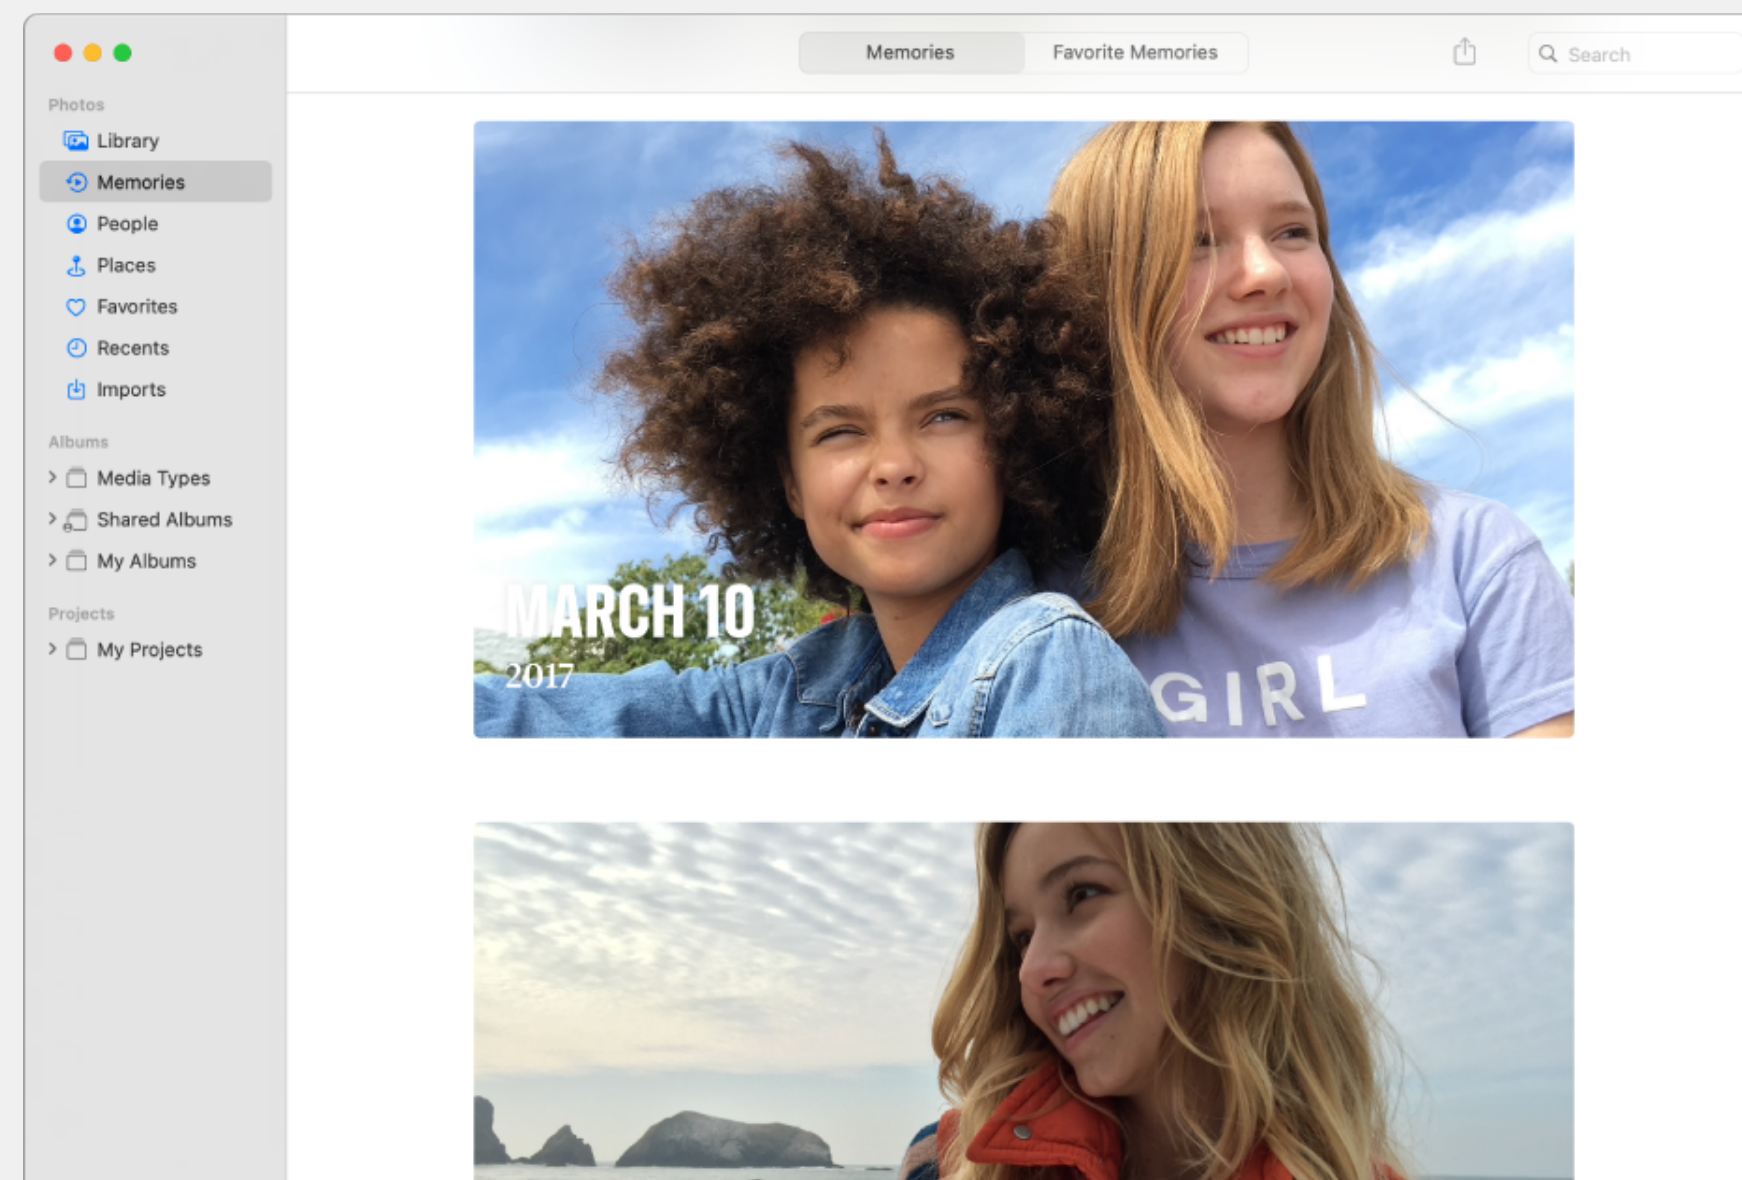 Memories
Favorite Memories
Search
Photos
Library
Memories
People
Places
Favorites
Recents
Imports
Albums
Media Types
Shared Albums
My Albums
Projects
My Projects
MARCH 10
2017
GIRL